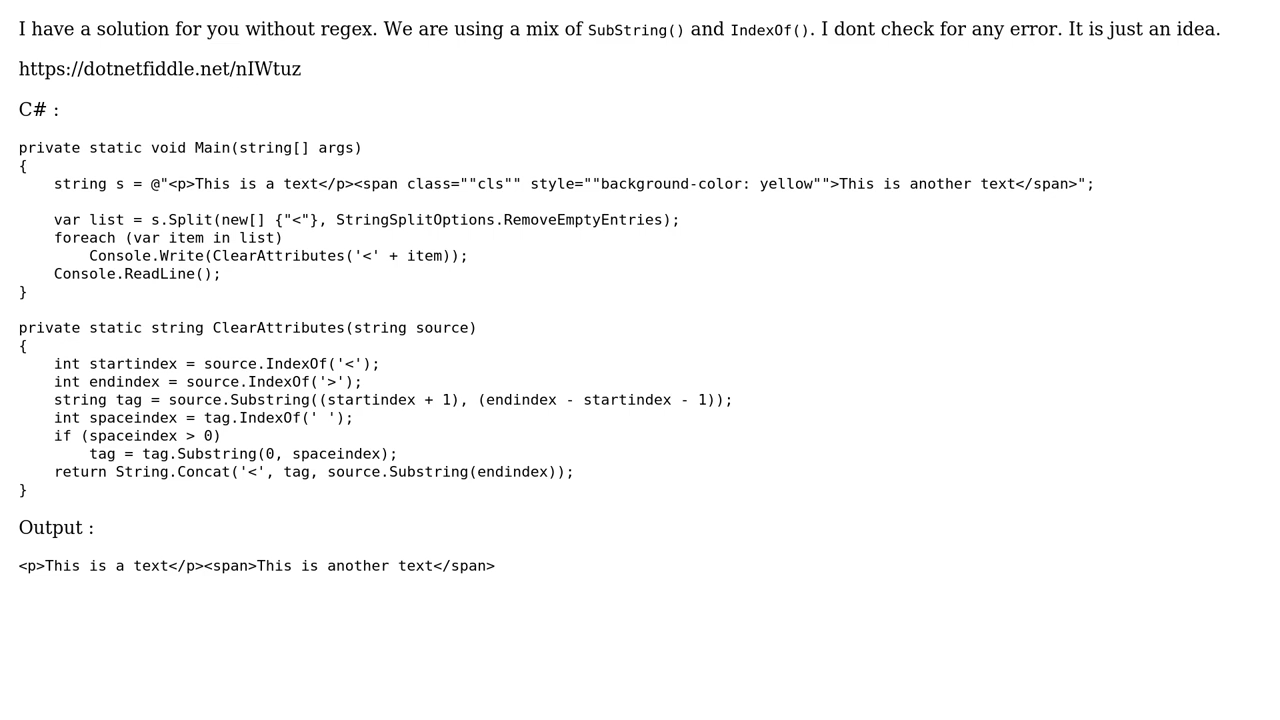 I have a solution for you without regex. We are using a mix of SubString() and IndexOf(). I dont check for any error. It is just an idea.
https://dotnetfiddle.net/nIWtuz
C# :
private static void Main(string[] args)
{
    string s = @"<p>This is a text</p><span class=""cls"" style=""background-color: yellow"">This is another text</span>";

    var list = s.Split(new[] {"<"}, StringSplitOptions.RemoveEmptyEntries);
    foreach (var item in list)
        Console.Write(ClearAttributes('<' + item));
    Console.ReadLine();
}

private static string ClearAttributes(string source)
{
    int startindex = source.IndexOf('<');
    int endindex = source.IndexOf('>');
    string tag = source.Substring((startindex + 1), (endindex - startindex - 1));
    int spaceindex = tag.IndexOf(' ');
    if (spaceindex > 0)
        tag = tag.Substring(0, spaceindex);
    return String.Concat('<', tag, source.Substring(endindex));
}
Output :
<p>This is a text</p><span>This is another text</span>